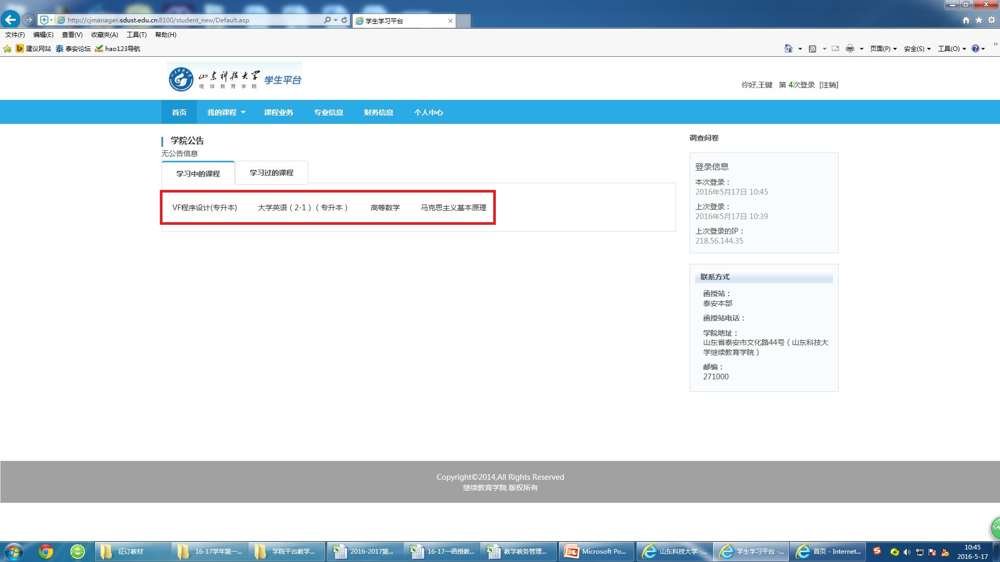 http://cjmanager.sdust.edu.cn:8100/student_new/Default.asp
学生学习平台
文件(F) 编辑(E) 查看(V) 收藏夹(A) 工具(T) 帮助(H)
建议网站 泰安论坛 hao123导航
页面(P) 安全(S) 工具(O)
山东科技大学
继续教育学院
学生平台
你好,王键 第 4次登录 [注销]
首页 我的课程 课程业务 专业信息 财务信息 个人中心
学院公告
无公告信息
学习中的课程 学习过的课程
VF程序设计(专升本) 大学英语（2-1）（专升本） 高等数学 马克思主义基本原理
调查问卷
登录信息
本次登录：
2016年5月17日 10:45
上次登录：
2016年5月17日 10:39
上次登录的IP：
218.56.144.35
联系方式
函授站：
泰安本部
函授站电话：
学院地址：
山东省泰安市文化路44号（山东科技大
学继续教育学院）
邮编：
271000
Copyright©2014,All Rights Reserved
继续教育学院 版权所有
54
征订教材 16-17学年第一... 学院平台教学... 2016-2017第... 16-17一函授教... 教学教务管理... Microsoft Po... 山东科技大学 -... 学生学习平台 -... 首页 - Internet...
10:45
2016-5-17